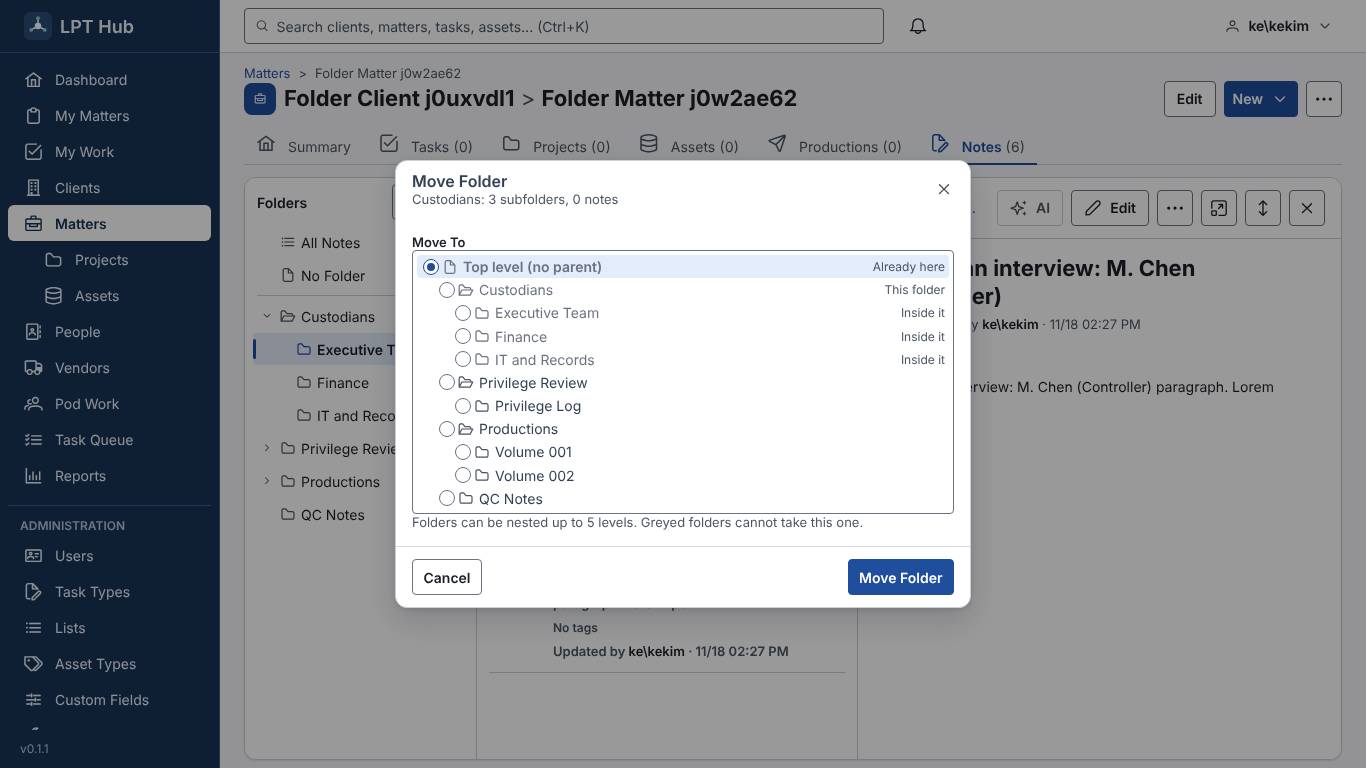 LPT Hub
Search clients, matters, tasks, assets... (Ctrl+K)
ke\kekim
Dashboard
My Matters
My Work
Clients
Matters
Projects
Assets
People
Vendors
Pod Work
Task Queue
Reports
ADMINISTRATION
Users
Task Types
Lists
Asset Types
Custom Fields
v0.1.1
Matters > Folder Matter j0w2ae62
Folder Client j0uxvdl1 > Folder Matter j0w2ae62
Edit
New
Summary
Tasks (0)
Projects (0)
Assets (0)
Productions (0)
Notes (6)
Folders
All Notes
No Folder
Custodians
Executive T
Finance
IT and Reco
Privilege Revie
Productions
QC Notes
Move Folder
Custodians: 3 subfolders, 0 notes
Move To
Top level (no parent) Already here
Custodians This folder
Executive Team Inside it
Finance Inside it
IT and Records Inside it
Privilege Review
Privilege Log
Productions
Volume 001
Volume 002
QC Notes
Folders can be nested up to 5 levels. Greyed folders cannot take this one.
Cancel
Move Folder
No tags
Updated by ke\kekim · 11/18 02:27 PM
AI
Edit
interview: M. Chen
ke\kekim · 11/18 02:27 PM
M. Chen (Controller) paragraph. Lorem